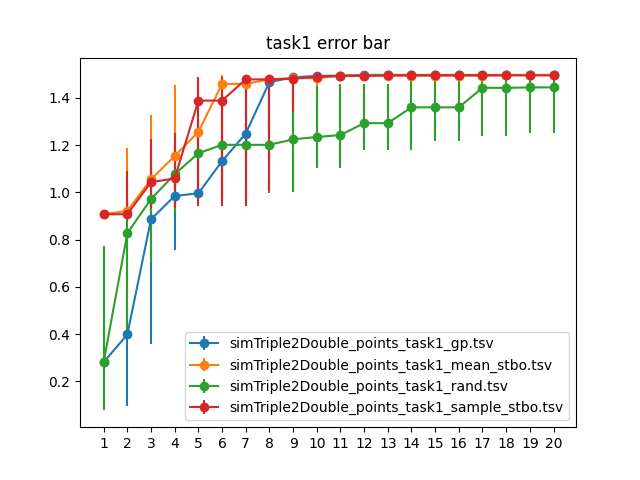 task1 error bar
1.4
1.2
1.0
0.8
0.6
0.4
0.2
simTriple2Double_points_task1_gp.tsv
simTriple2Double_points_task1_mean_stbo.tsv
simTriple2Double_points_task1_rand.tsv
simTriple2Double_points_task1_sample_stbo.tsv
1 2 3 4 5 6 7 8 9 10 11 12 13 14 15 16 17 18 19 20